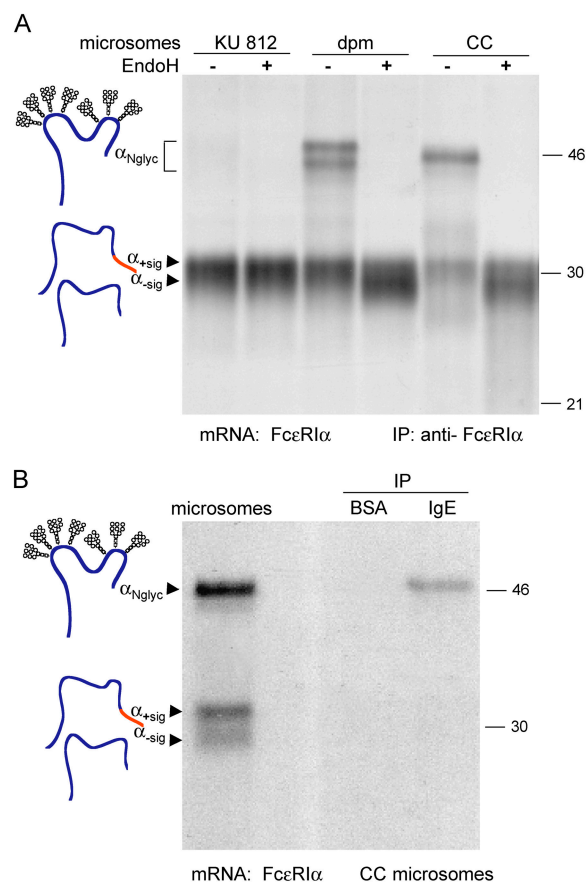 A
microsomes KU 812 dpm CC
EndoH - + - + - +
αNglyc
46
α+sig
30
α-sig
21
mRNA: FcεRIα IP: anti- FcεRIα
B
IP
microsomes BSA IgE
αNglyc
46
α+sig
30
α-sig
mRNA: FcεRIα CC microsomes